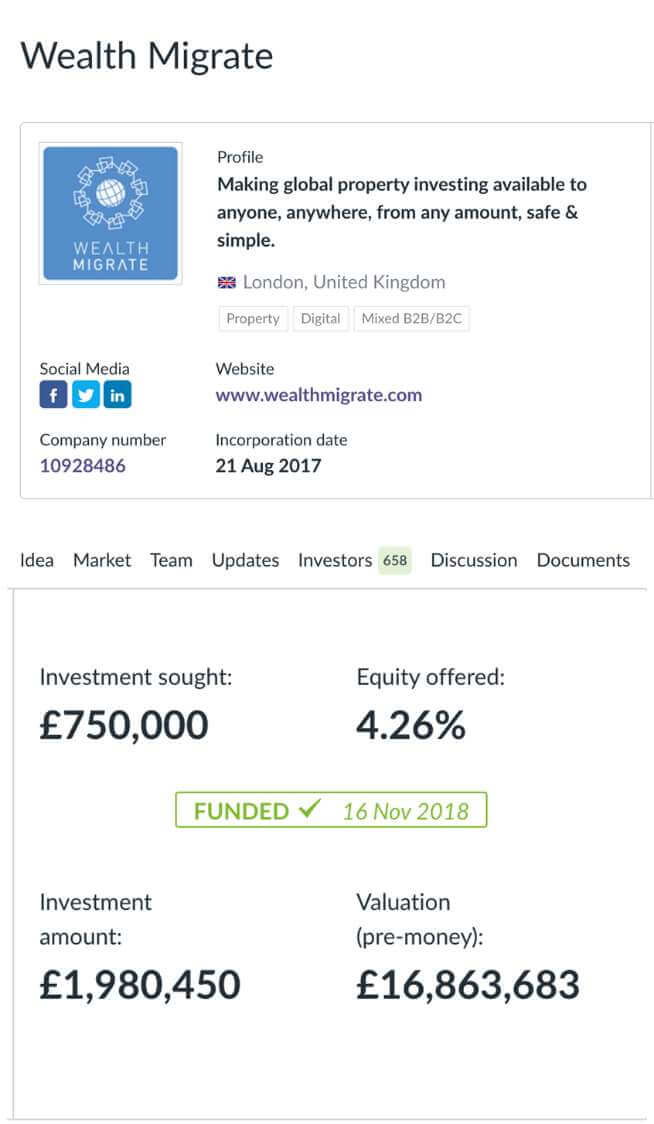 Wealth Migrate
WEALTH
MIGRATE
Profile
Making global property investing available to
anyone, anywhere, from any amount, safe &
simple.
London, United Kingdom
Property Digital Mixed B2B/B2C
Social Media
Website
www.wealthmigrate.com
Company number
10928486
Incorporation date
21 Aug 2017
Idea Market Team Updates Investors 658 Discussion Documents
Investment sought:
£750,000
Equity offered:
4.26%
FUNDED ✓ 16 Nov 2018
Investment
amount:
£1,980,450
Valuation
(pre-money):
£16,863,683